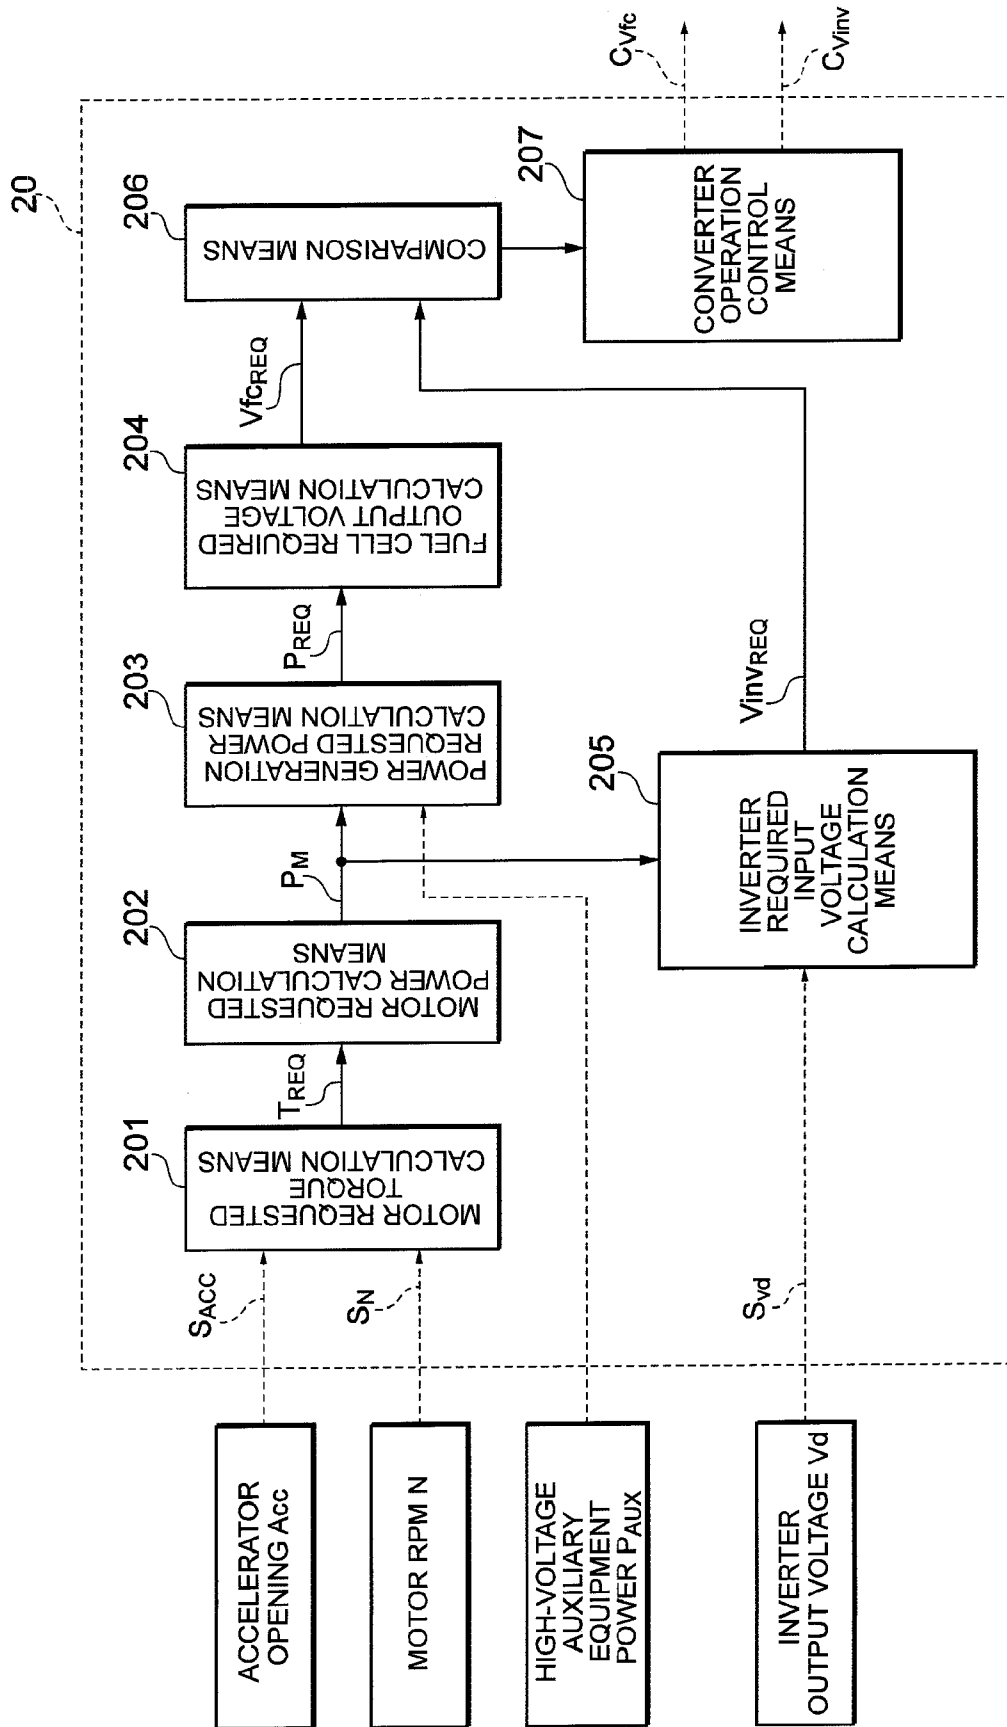 20
ACCELERATOR
OPENING Acc
MOTOR RPM N
HIGH-VOLTAGE
AUXILIARY
EQUIPMENT
POWER PAUX
INVERTER
OUTPUT VOLTAGE Vd
SACC
SN
Svd
201
MOTOR REQUESTED
TORQUE
CALCULATION MEANS
TREQ
202
MOTOR REQUESTED
POWER CALCULATION
MEANS
PM
203
POWER GENERATION
REQUESTED POWER
CALCULATION MEANS
PREQ
204
FUEL CELL REQUIRED
OUTPUT VOLTAGE
CALCULATION MEANS
VfcREQ
205
INVERTER
REQUIRED
INPUT
VOLTAGE
CALCULATION
MEANS
VinvREQ
206
COMPARISON MEANS
207
CONVERTER
OPERATION
CONTROL
MEANS
CVfc
CVinv